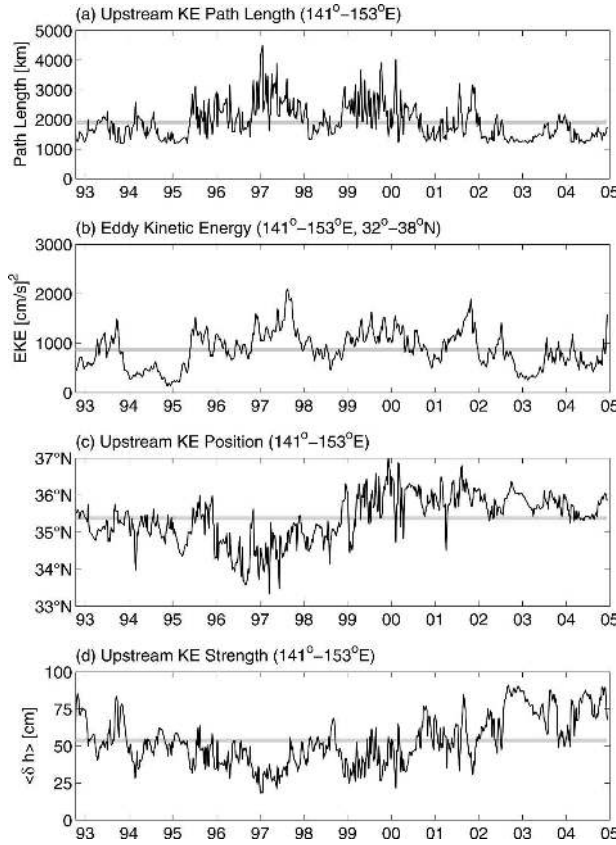 (a) Upstream KE Path Length (141°–153°E)
Path Length [km]
5000
4000
3000
2000
1000
0
93 94 95 96 97 98 99 00 01 02 03 04 05
(b) Eddy Kinetic Energy (141°–153°E, 32°–38°N)
EKE [cm/s]²
3000
2000
1000
0
93 94 95 96 97 98 99 00 01 02 03 04 05
(c) Upstream KE Position (141°–153°E)
37°N
36°N
35°N
34°N
33°N
93 94 95 96 97 98 99 00 01 02 03 04 05
(d) Upstream KE Strength (141°–153°E)
<δ h> [cm]
100
75
50
25
0
93 94 95 96 97 98 99 00 01 02 03 04 05